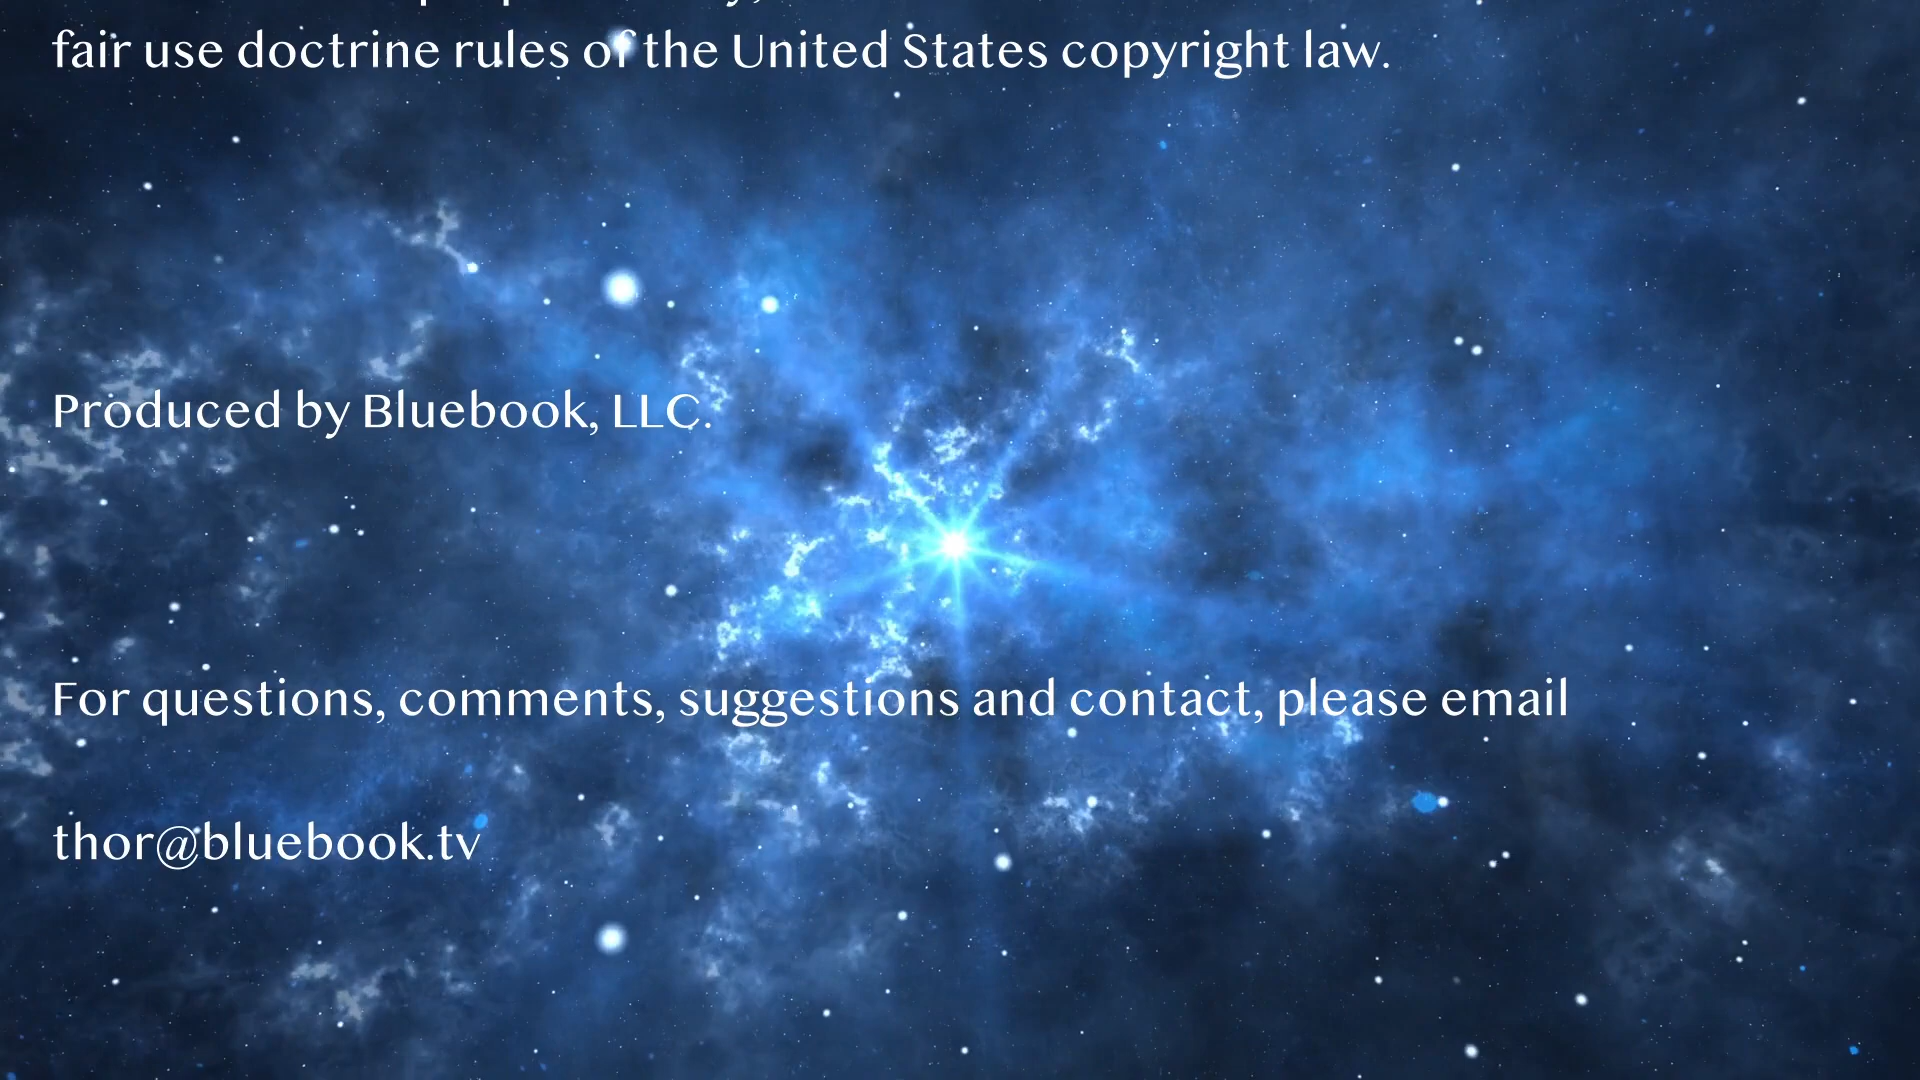 fair use doctrine rules of the United States copyright law.
Produced by Bluebook, LLC.
For questions, comments, suggestions and contact, please email
thor@bluebook.tv